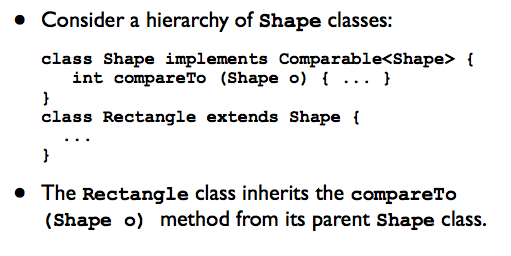 • Consider a hierarchy of Shape classes:
class Shape implements Comparable<Shape> {
int compareTo (Shape o) { ... }
}
class Rectangle extends Shape {
...
}
• The Rectangle class inherits the compareTo
(Shape o) method from its parent Shape class.